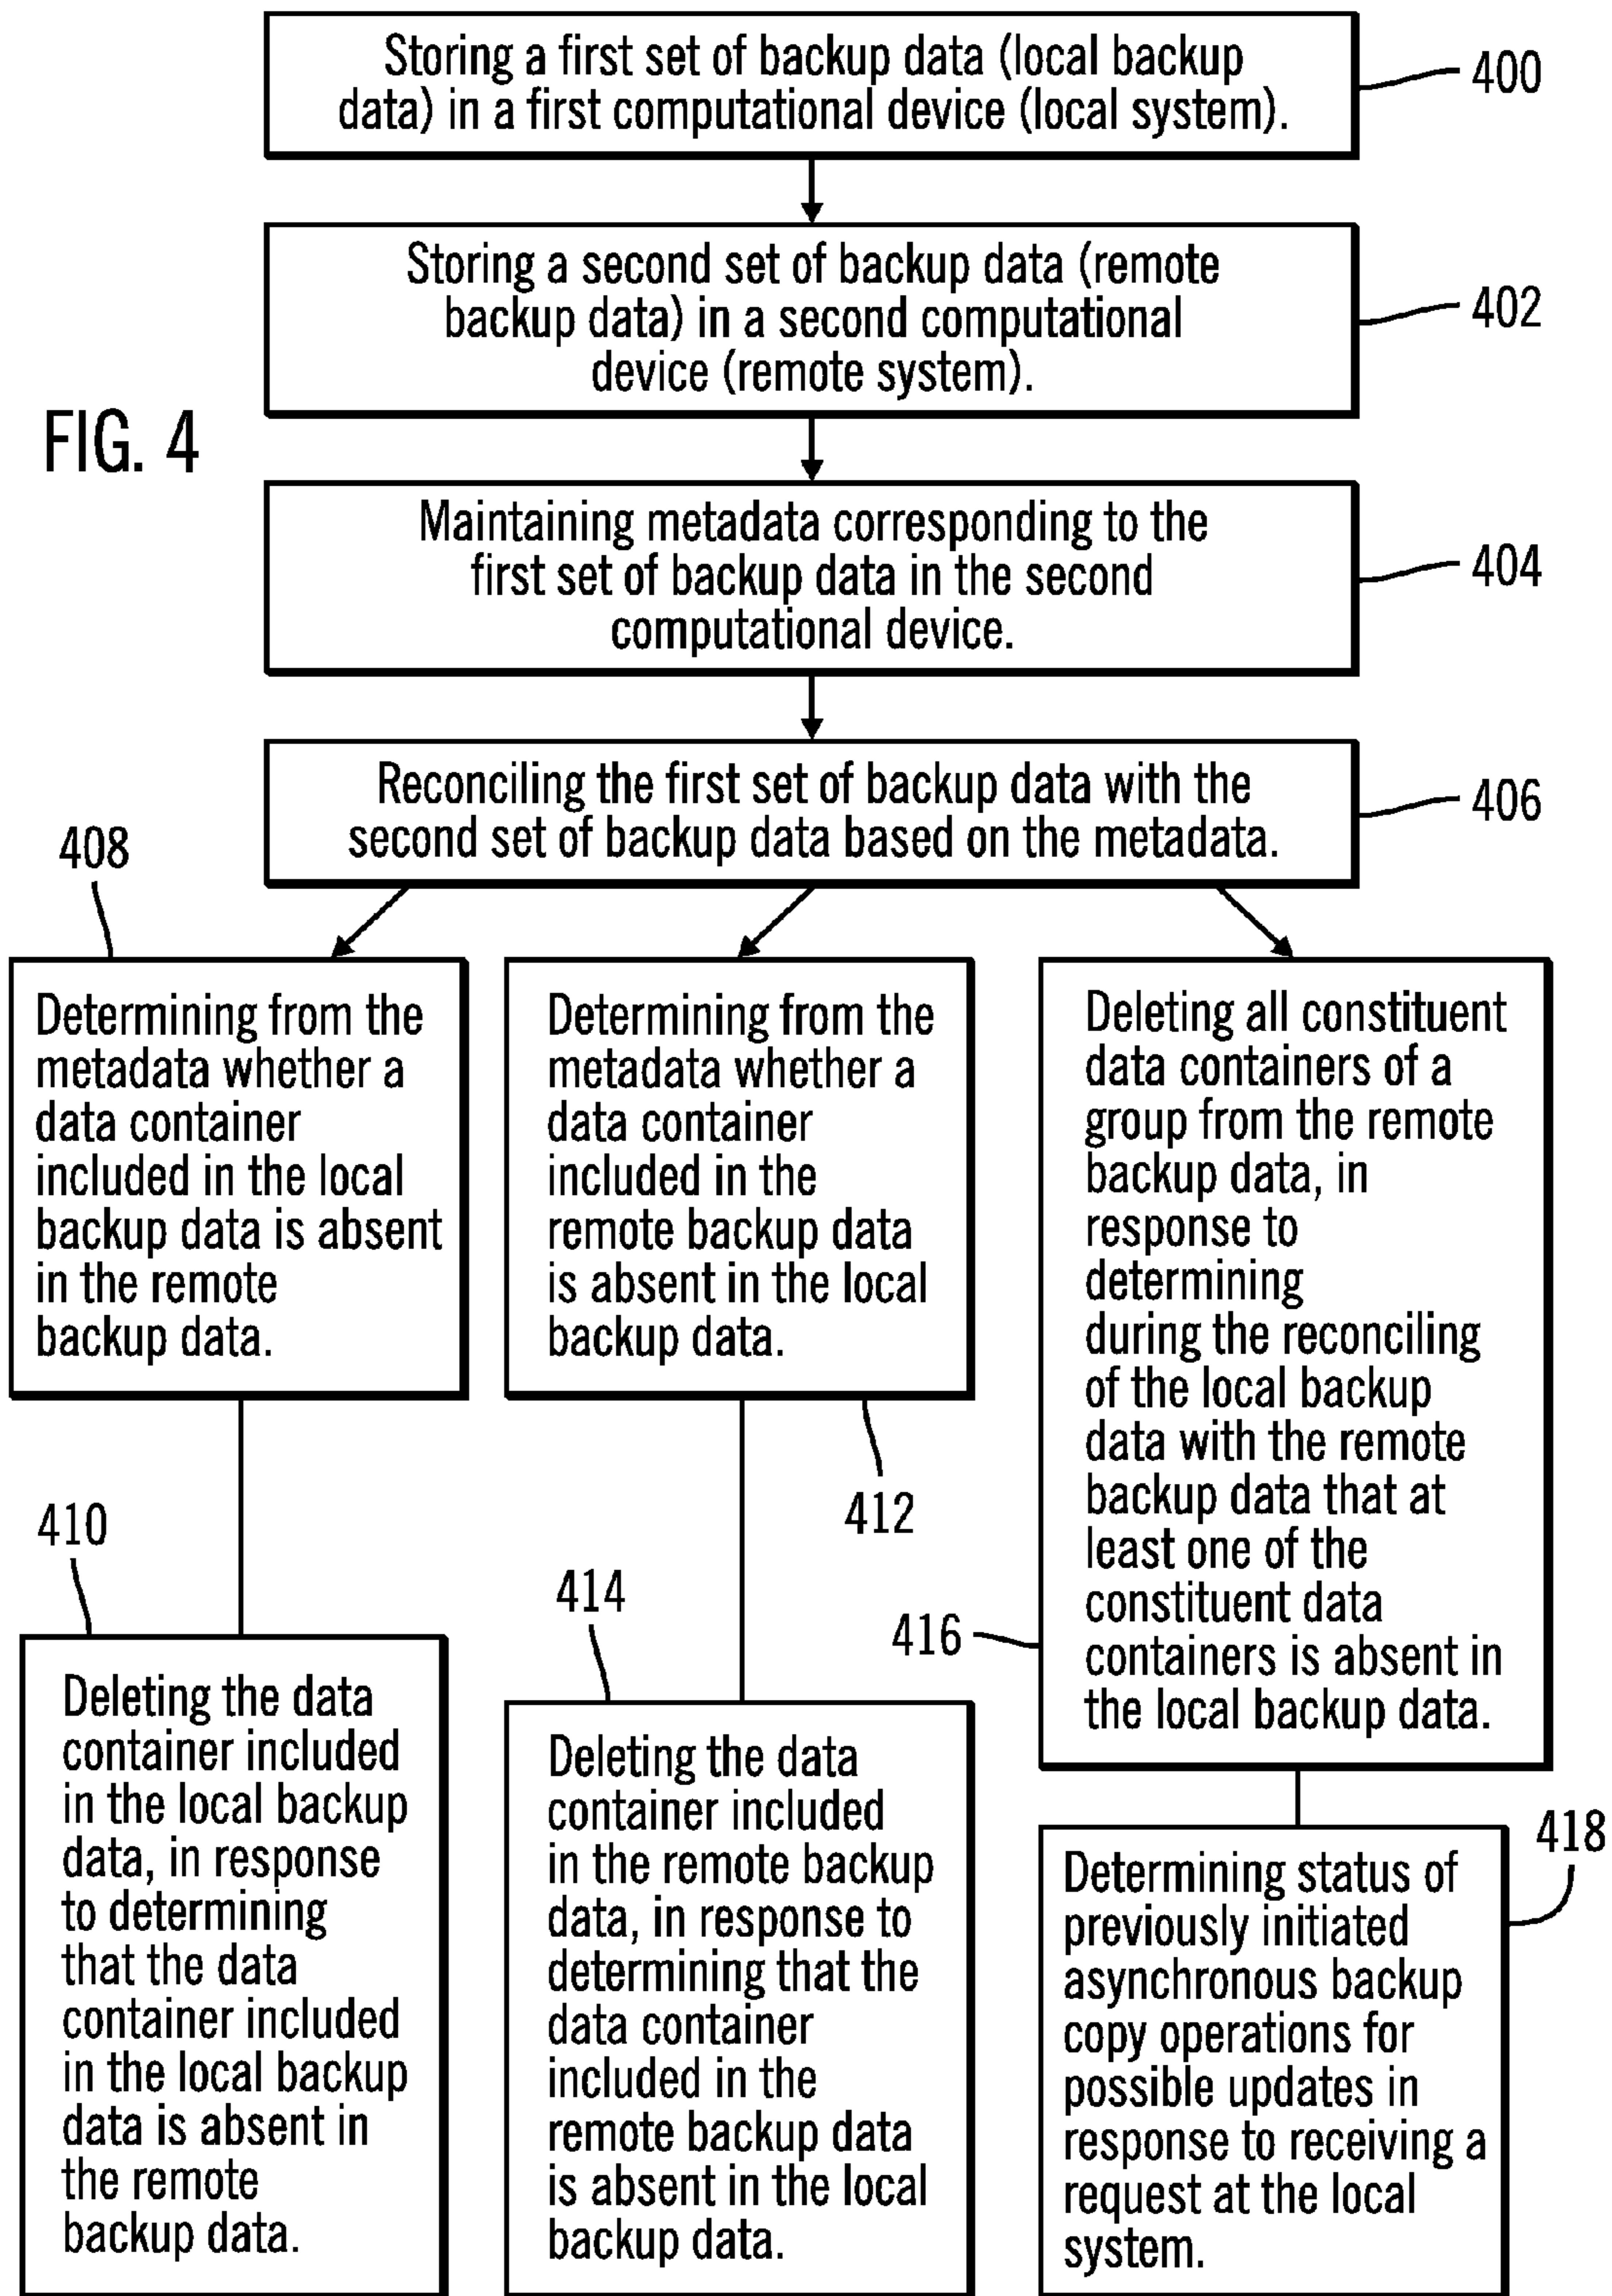 Storing a first set of backup data (local backup
data) in a first computational device (local system).
400
Storing a second set of backup data (remote
backup data) in a second computational
device (remote system).
402
FIG. 4
Maintaining metadata corresponding to the
first set of backup data in the second
computational device.
404
Reconciling the first set of backup data with the
second set of backup data based on the metadata.
406
408
Determining from the
metadata whether a
data container
included in the local
backup data is absent
in the remote
backup data.
410
Deleting the data
container included
in the local backup
data, in response
to determining
that the data
container included
in the local backup
data is absent in
the remote
backup data.
Determining from the
metadata whether a
data container
included in the
remote backup data
is absent in the local
backup data.
412
414
Deleting the data
container included
in the remote backup
data, in response to
determining that the
data container
included in the
remote backup data
is absent in the local
backup data.
Deleting all constituent
data containers of a
group from the remote
backup data, in
response to
determining
during the reconciling
of the local backup
data with the remote
backup data that at
least one of the
constituent data
containers is absent in
the local backup data.
416
418
Determining status of
previously initiated
asynchronous backup
copy operations for
possible updates in
response to receiving a
request at the local
system.